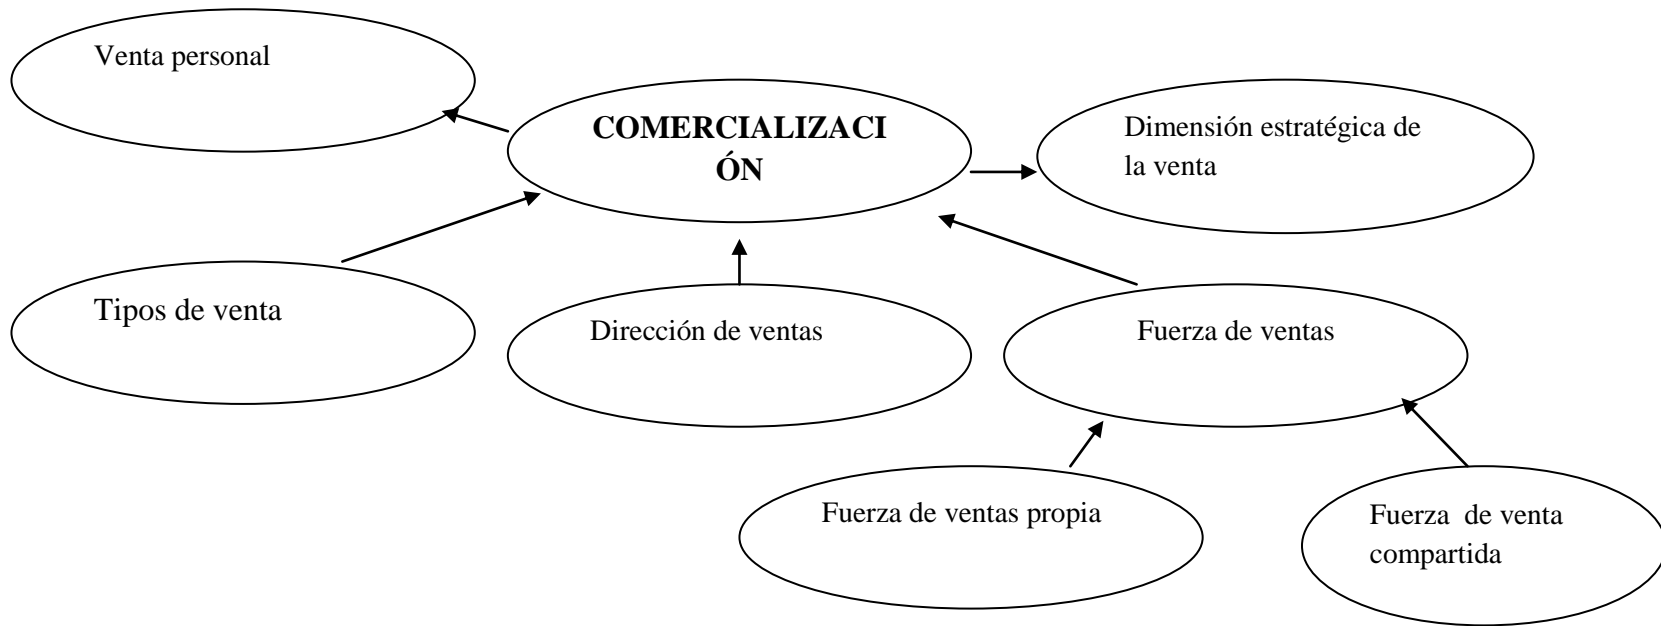 Venta personal
COMERCIALIZACI
ÓN
Dimensión estratégica de
la venta
Tipos de venta
Dirección de ventas
Fuerza de ventas
Fuerza de ventas propia
Fuerza  de venta
compartida